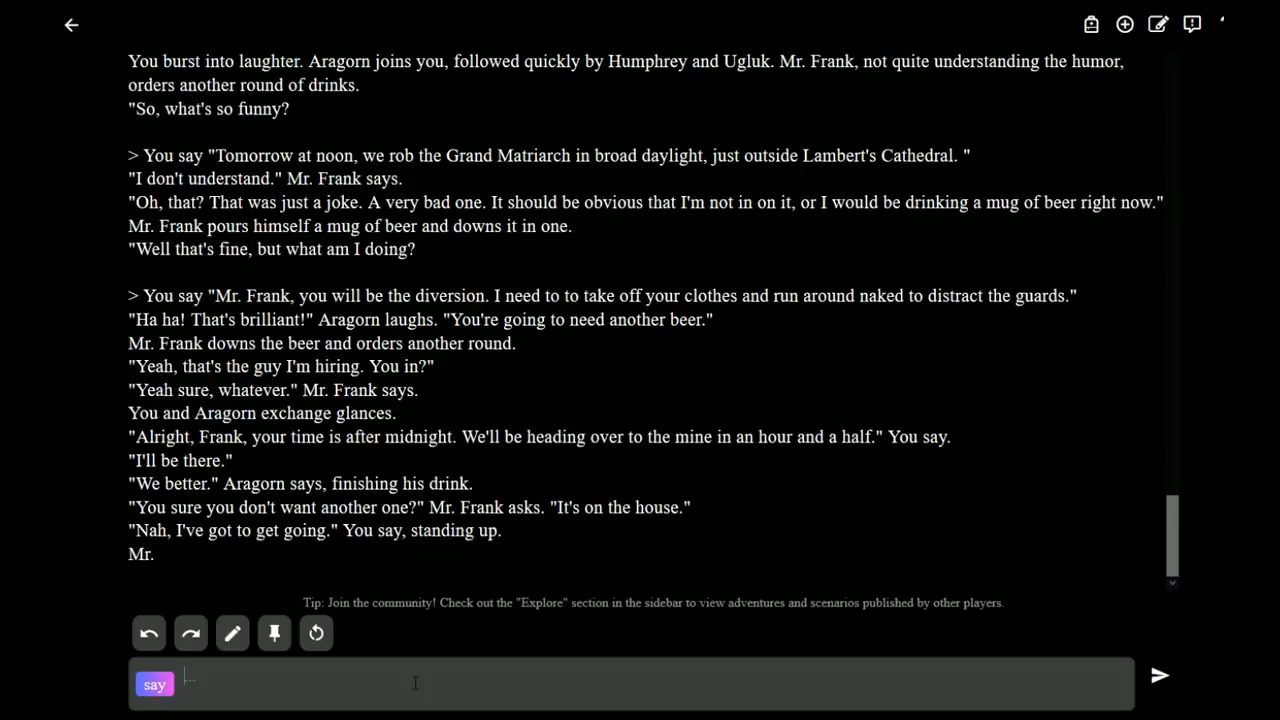 You burst into laughter. Aragorn joins you, followed quickly by Humphrey and Ugluk. Mr. Frank, not quite understanding the humor,
orders another round of drinks.
"So, what's so funny?
> You say "Tomorrow at noon, we rob the Grand Matriarch in broad daylight, just outside Lambert's Cathedral. "
"I don't understand." Mr. Frank says.
"Oh, that? That was just a joke. A very bad one. It should be obvious that I'm not in on it, or I would be drinking a mug of beer right now."
Mr. Frank pours himself a mug of beer and downs it in one.
"Well that's fine, but what am I doing?
> You say "Mr. Frank, you will be the diversion. I need to to take off your clothes and run around naked to distract the guards."
"Ha ha! That's brilliant!" Aragorn laughs. "You're going to need another beer."
Mr. Frank downs the beer and orders another round.
"Yeah, that's the guy I'm hiring. You in?"
"Yeah sure, whatever." Mr. Frank says.
You and Aragorn exchange glances.
"Alright, Frank, your time is after midnight. We'll be heading over to the mine in an hour and a half." You say.
"I'll be there."
"We better." Aragorn says, finishing his drink.
"You sure you don't want another one?" Mr. Frank asks. "It's on the house."
"Nah, I've got to get going." You say, standing up.
Mr.
Tip: Join the community! Check out the "Explore" section in the sidebar to view adventures and scenarios published by other players.
say